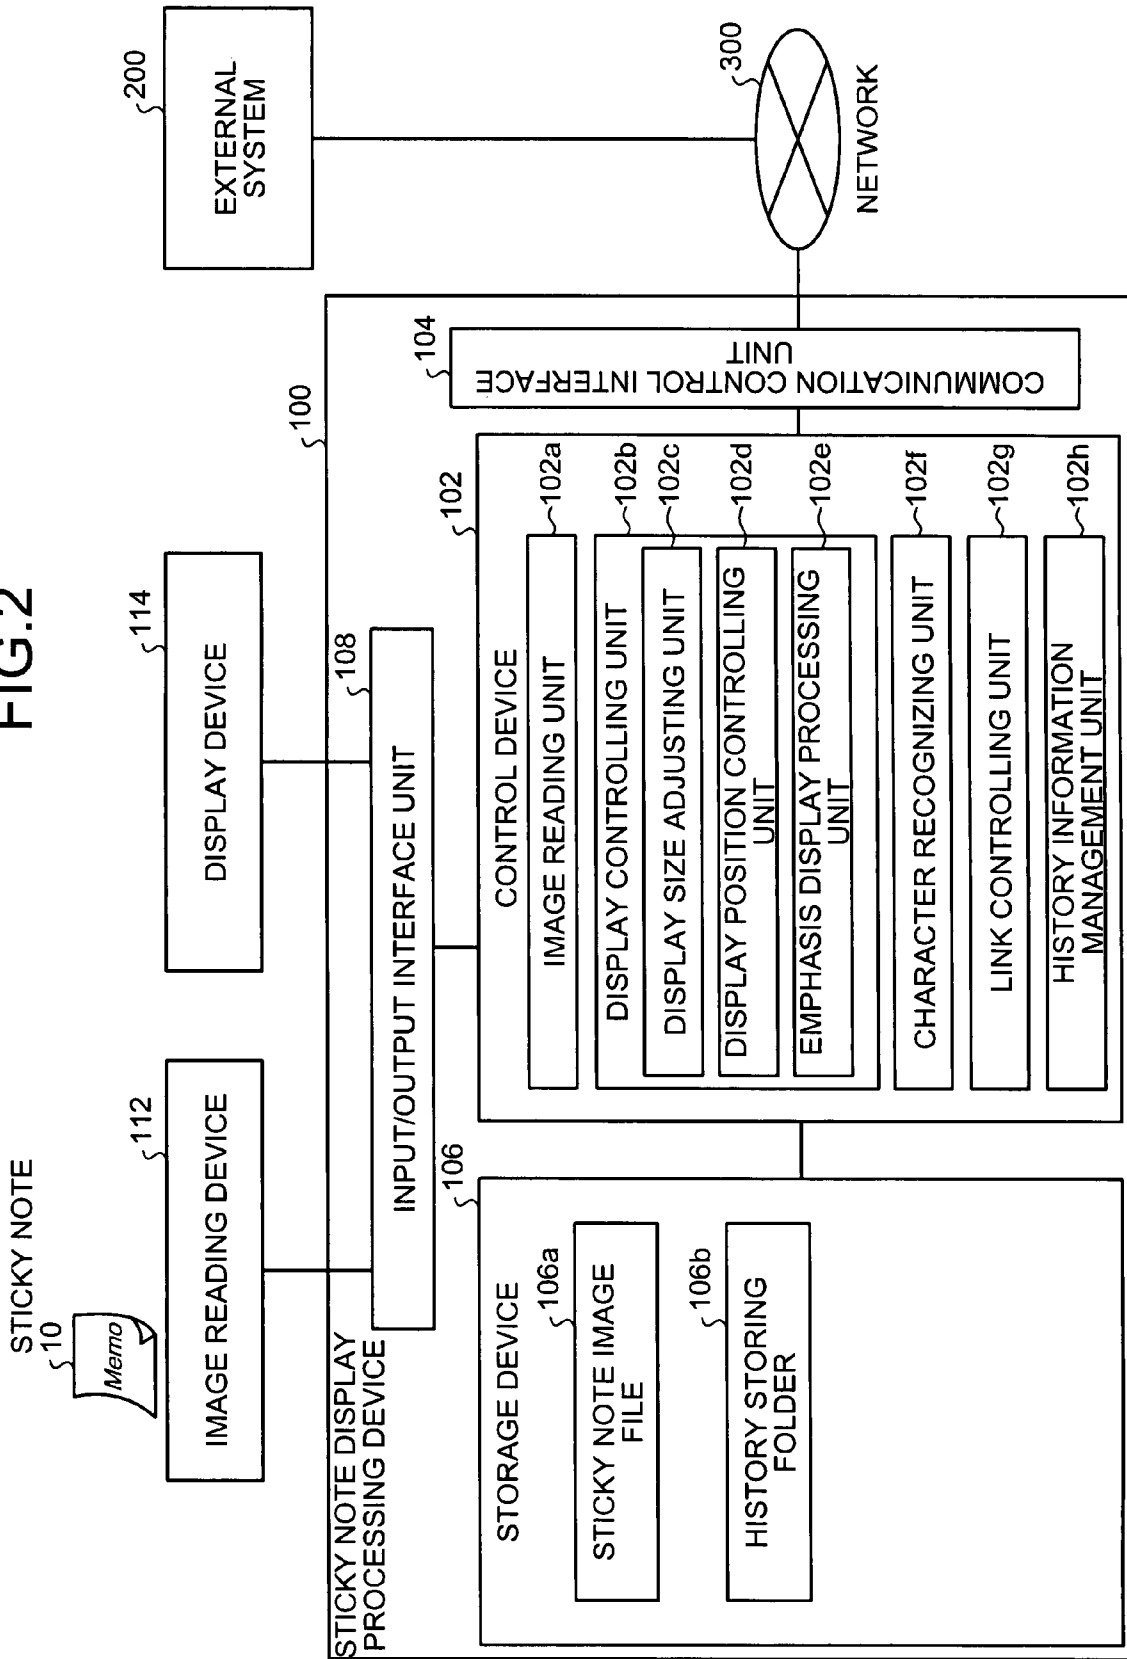 FIG.2
STICKY NOTE
10
Memo
112
IMAGE READING DEVICE
114
DISPLAY DEVICE
200
EXTERNAL
SYSTEM
STICKY NOTE DISPLAY
PROCESSING DEVICE
100
108
INPUT/OUTPUT INTERFACE UNIT
106
STORAGE DEVICE
106a
STICKY NOTE IMAGE
FILE
106b
HISTORY STORING
FOLDER
102
CONTROL DEVICE
IMAGE READING UNIT
102a
DISPLAY CONTROLLING UNIT
102b
DISPLAY SIZE ADJUSTING UNIT
102c
DISPLAY POSITION CONTROLLING
UNIT
102d
EMPHASIS DISPLAY PROCESSING
UNIT
102e
CHARACTER RECOGNIZING UNIT
102f
LINK CONTROLLING UNIT
102g
HISTORY INFORMATION
MANAGEMENT UNIT
102h
104
COMMUNICATION CONTROL INTERFACE
UNIT
300
NETWORK